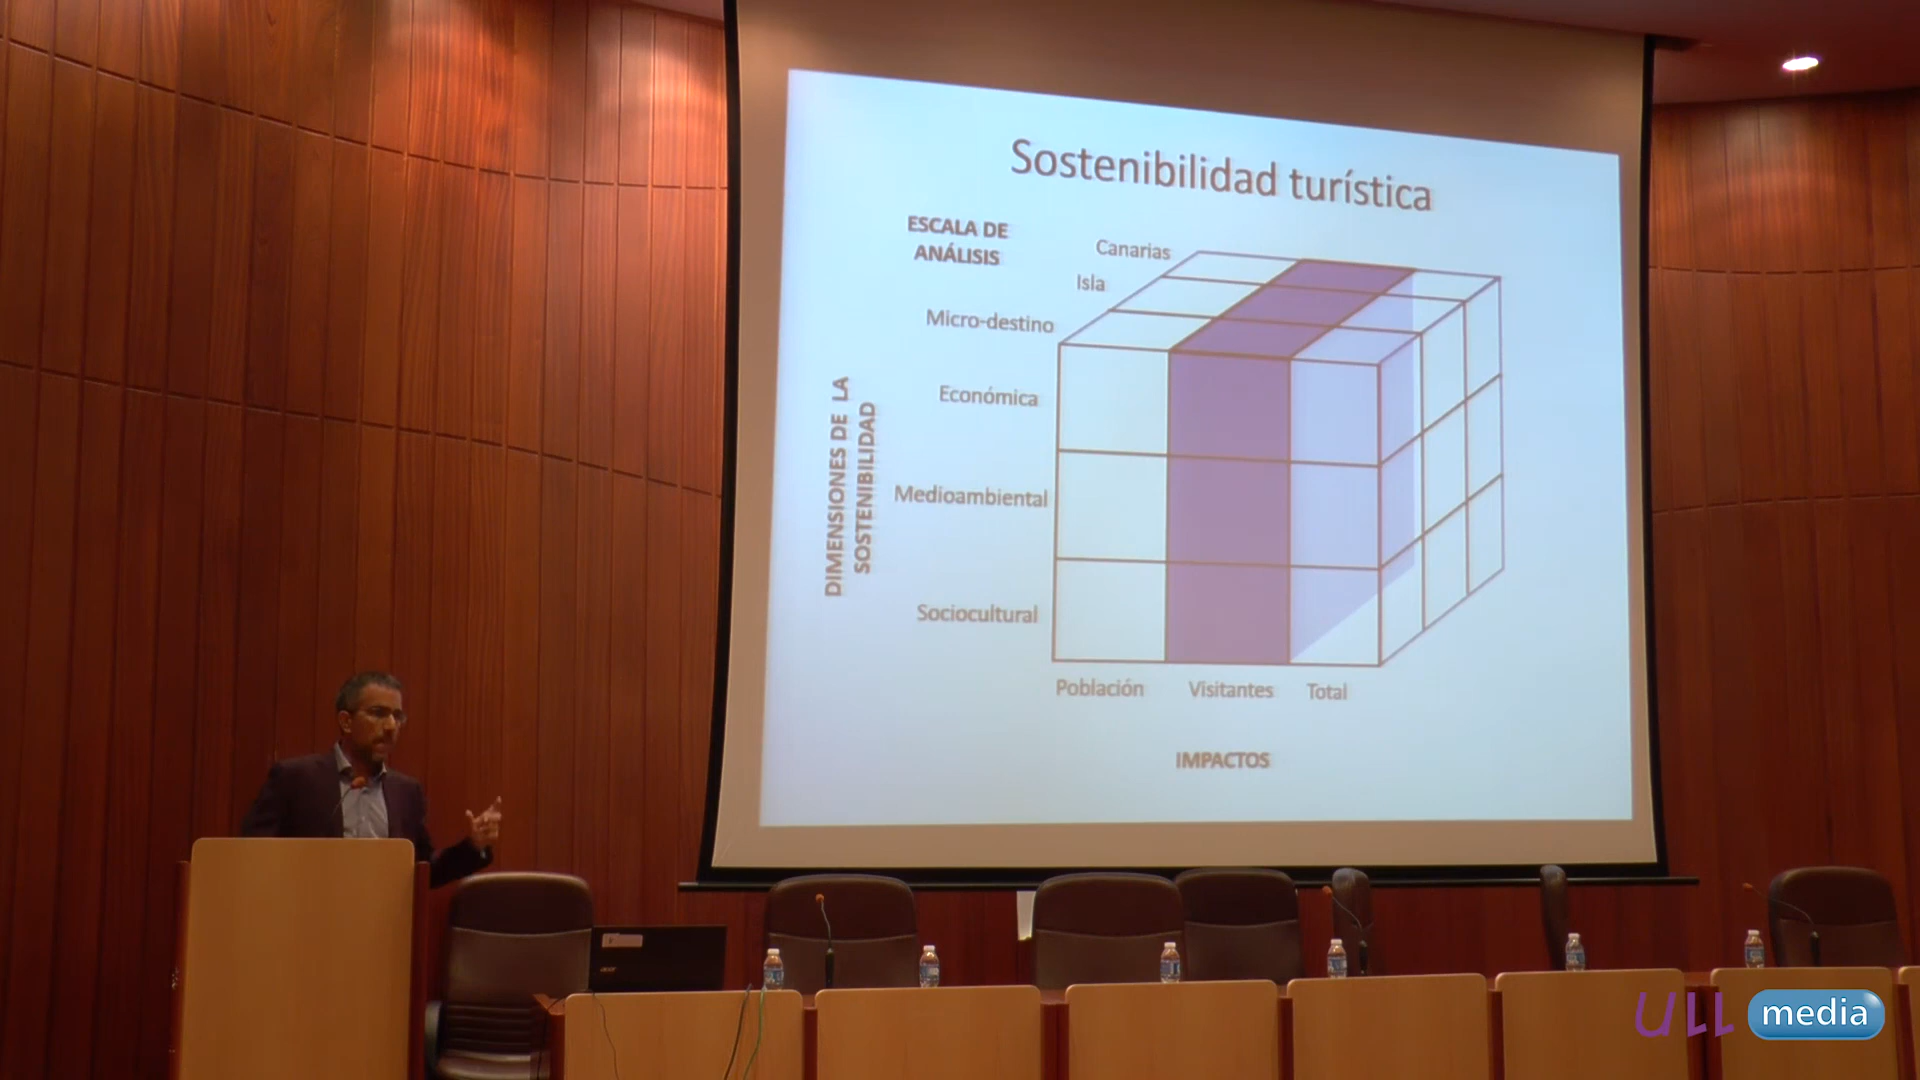 Sostenibilidad turística
ESCALA DE
ANÁLISIS
Canarias
Isla
Micro-destino
DIMENSIONES DE LA
SOSTENIBILIDAD
Económica
Medioambiental
Sociocultural
Población
Visitantes
Total
IMPACTOS
acer
ULL media